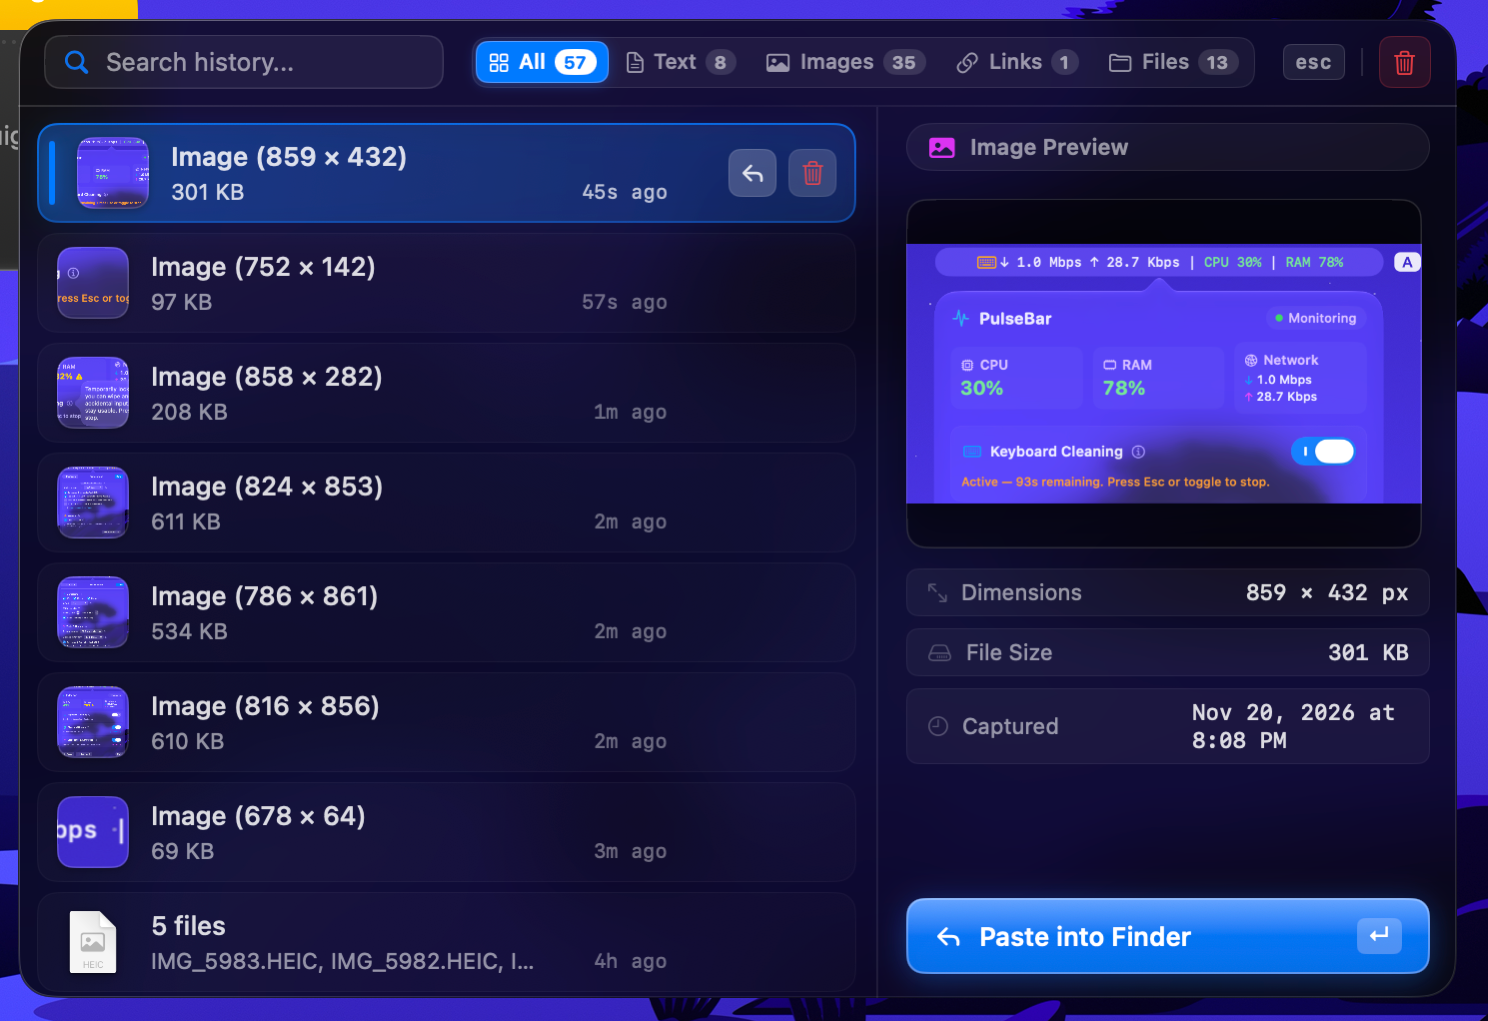 Search history...
All 57
Text 8
Images 35
Links 1
Files 13
esc
Image (859 × 432)
301 KB
45s ago
Image (752 × 142)
97 KB
57s ago
Image (858 × 282)
208 KB
1m ago
Image (824 × 853)
611 KB
2m ago
Image (786 × 861)
534 KB
2m ago
Image (816 × 856)
610 KB
2m ago
bps |
Image (678 × 64)
69 KB
3m ago
HEIC
5 files
IMG_5983.HEIC, IMG_5982.HEIC, I...
4h ago
Image Preview
↓ 1.0 Mbps ↑ 28.7 Kbps | CPU 30% | RAM 78%
A
PulseBar
Monitoring
CPU
30%
RAM
78%
Network
↓ 1.0 Mbps
↑ 28.7 Kbps
Keyboard Cleaning
Active — 93s remaining. Press Esc or toggle to stop.
Dimensions
859 × 432 px
File Size
301 KB
Captured
Nov 20, 2026 at
8:08 PM
Paste into Finder